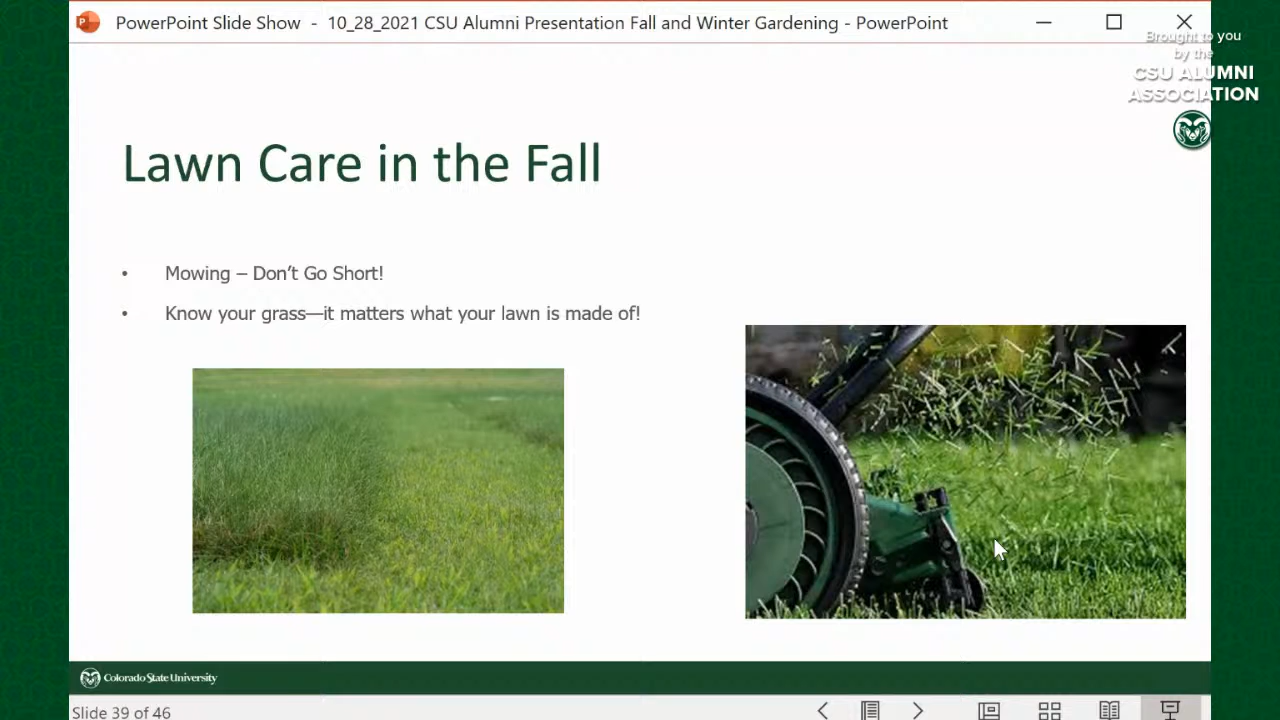 PowerPoint Slide Show - 10_28_2021 CSU Alumni Presentation Fall and Winter Gardening - PowerPoint
Brought to you
by the
CSU ALUMNI
ASSOCIATION
Lawn Care in the Fall
• Mowing – Don't Go Short!
• Know your grass—it matters what your lawn is made of!
Colorado State University
Slide 39 of 46